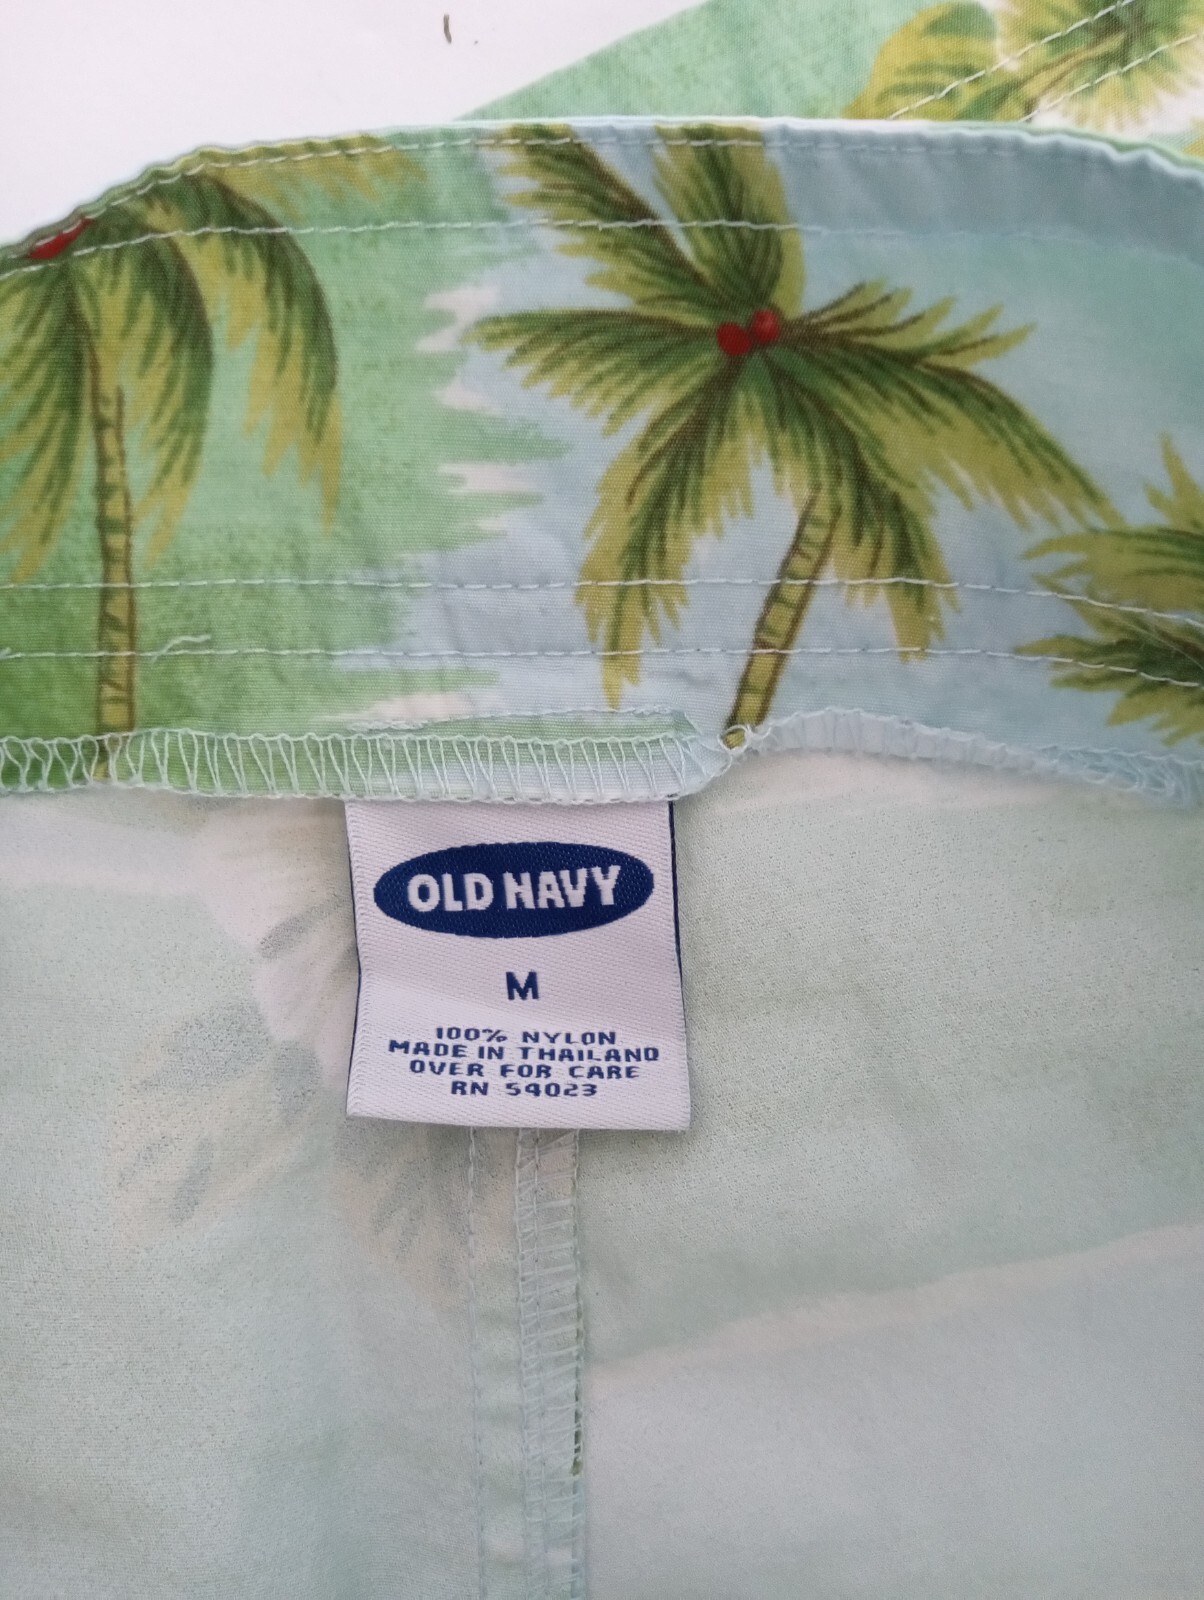 OLD NAVY
M
100% NYLON
MADE IN THAILAND
OVER FOR CARE
RN 54023